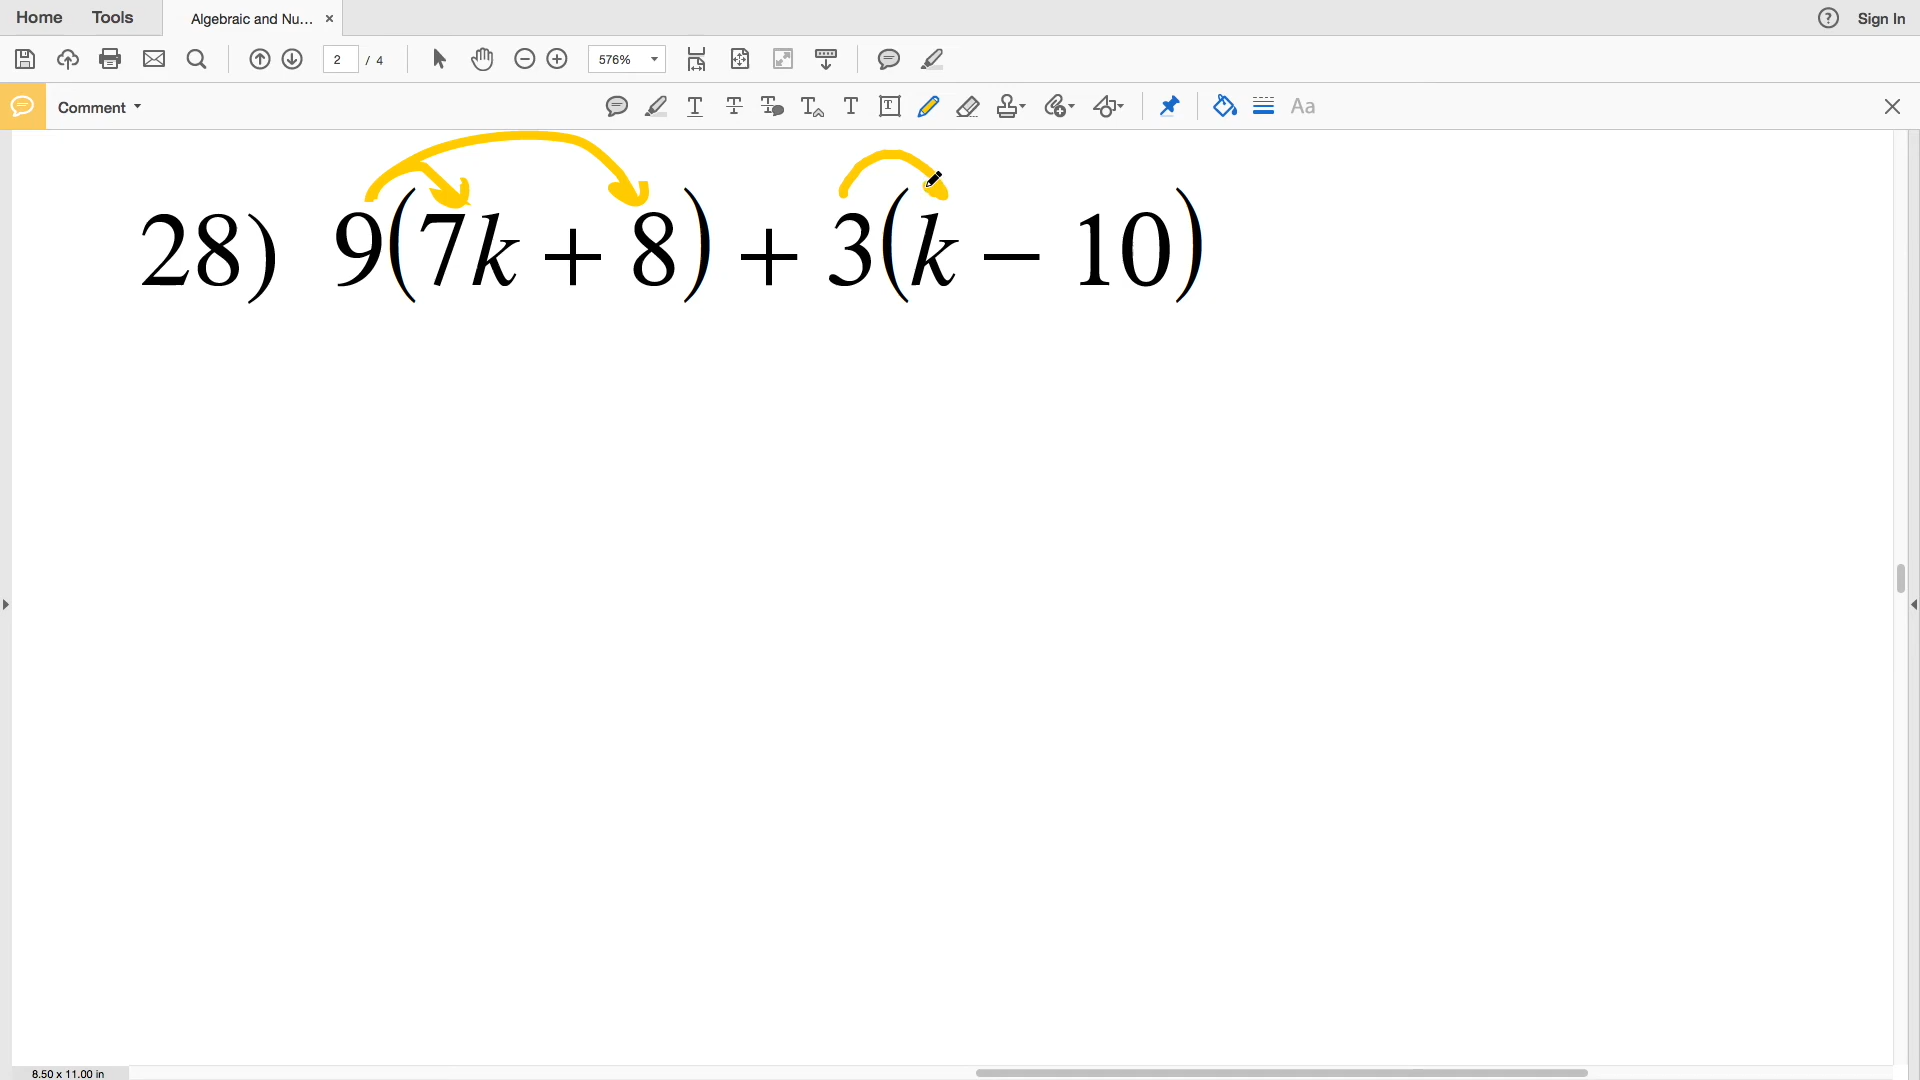 Home Tools Algebraic and Nu... × ? Sign In
2 / 4 576%
Comment Aa
28) 9(7k + 8) + 3(k − 10)
8.50 x 11.00 in